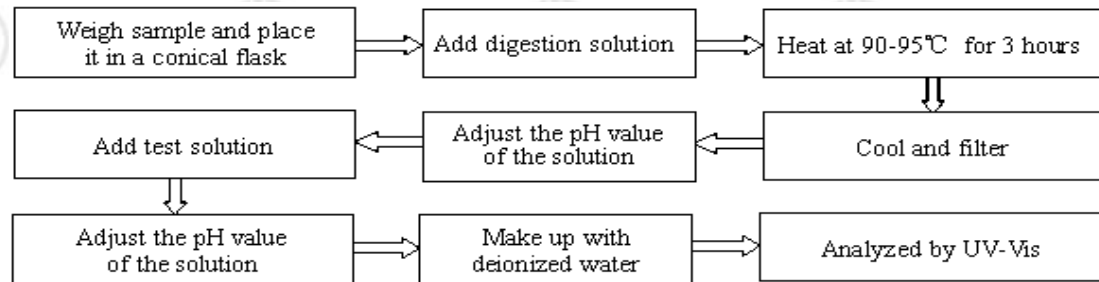 Weigh sample and place
it in a conical flask
Add digestion solution
Heat at 90-95℃ for 3 hours
Cool and filter
Adjust the pH value
of the solution
Add test solution
Adjust the pH value
of the solution
Make up with
deionized water
Analyzed by UV-Vis